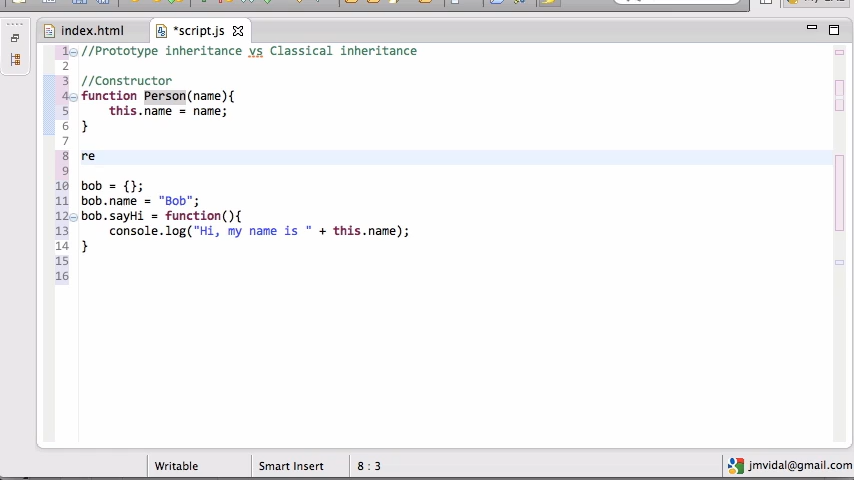 index.html
*script.js
1 //Prototype inheritance vs Classical inheritance
2
3 //Constructor
4 function Person(name){
5 this.name = name;
6 }
7
8 re
9
10 bob = {};
11 bob.name = "Bob";
12 bob.sayHi = function(){
13 console.log("Hi, my name is " + this.name);
14 }
15
16
Writable
Smart Insert
8 : 3
jmvidal@gmail.com